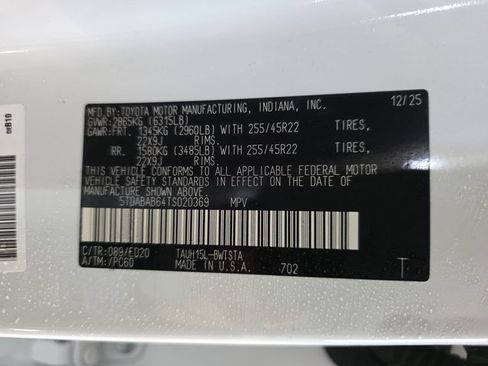 MFD.BY:TOYOTA MOTOR MANUFACTURING, INDIANA, INC. 12/25
GVWR:2865KG (6315LB)
GAWR:FRT. 1345KG (2960LB) WITH 255/45R22 TIRES,
22X9J RIMS.
RR. 1580KG (3485LB) WITH 255/45R22 TIRES,
22X9J RIMS.
THIS VEHICLE CONFORMS TO ALL APPLICABLE FEDERAL MOTOR
VEHICLE SAFETY STANDARDS IN EFFECT ON THE DATE OF
MANUFACTURE SHOWN ABOVE.
5TDABAB64TS020369 MPV
C/TR:089/ED20 TAUH15L-BWTSTA
A/TM:/PC60 MADE IN U.S.A. 702 T